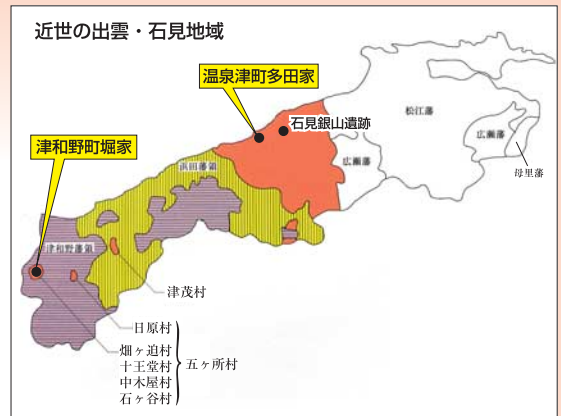 近世の出雲・石見地域
温泉津町多田家
石見銀山遺跡
松江藩
広瀬藩
母里藩
広瀬藩
津和野町堀家
浜田藩領
津和野藩領
津茂村
日原村
畑ヶ迫村
十王堂村
中木屋村
石ヶ谷村
五ヶ所村